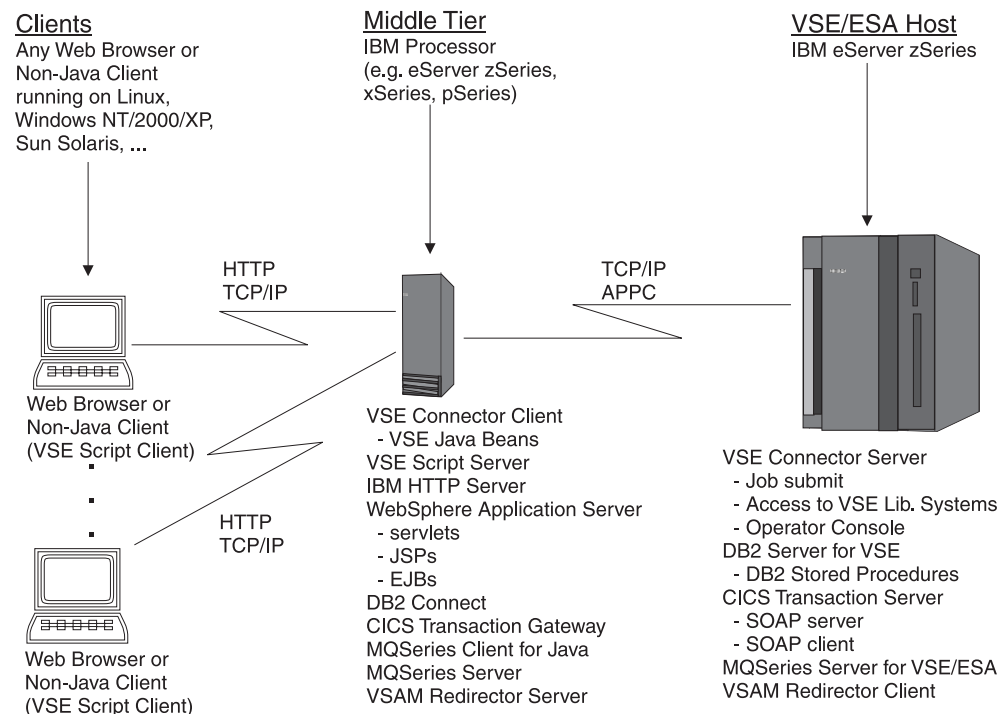 Clients
Any Web Browser or
Non-Java Client
running on Linux,
Windows NT/2000/XP,
Sun Solaris, ...
Middle Tier
IBM Processor
(e.g. eServer zSeries,
xSeries, pSeries)
VSE/ESA Host
IBM eServer zSeries
HTTP
TCP/IP
TCP/IP
APPC
Web Browser or
Non-Java Client
(VSE Script Client)
HTTP
TCP/IP
Web Browser or
Non-Java Client
(VSE Script Client)
VSE Connector Client
- VSE Java Beans
VSE Script Server
IBM HTTP Server
WebSphere Application Server
- servlets
- JSPs
- EJBs
DB2 Connect
CICS Transaction Gateway
MQSeries Client for Java
MQSeries Server
VSAM Redirector Server
VSE Connector Server
- Job submit
- Access to VSE Lib. Systems
- Operator Console
DB2 Server for VSE
- DB2 Stored Procedures
CICS Transaction Server
- SOAP server
- SOAP client
MQSeries Server for VSE/ESA
VSAM Redirector Client